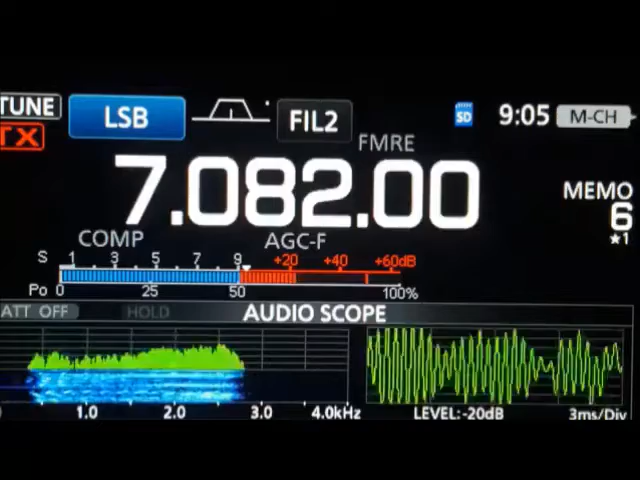 TUNE LSB FIL2 SD 9:05 M-CH
TX
FMRE
7.082.00
MEMO
6
★1
COMP AGC-F
S 1 3 5 7 9 +20 +40 +60dB
Po 0 25 50 100%
ATT OFF HOLD AUDIO SCOPE
1.0 2.0 3.0 4.0kHz LEVEL:-20dB 3ms/Div